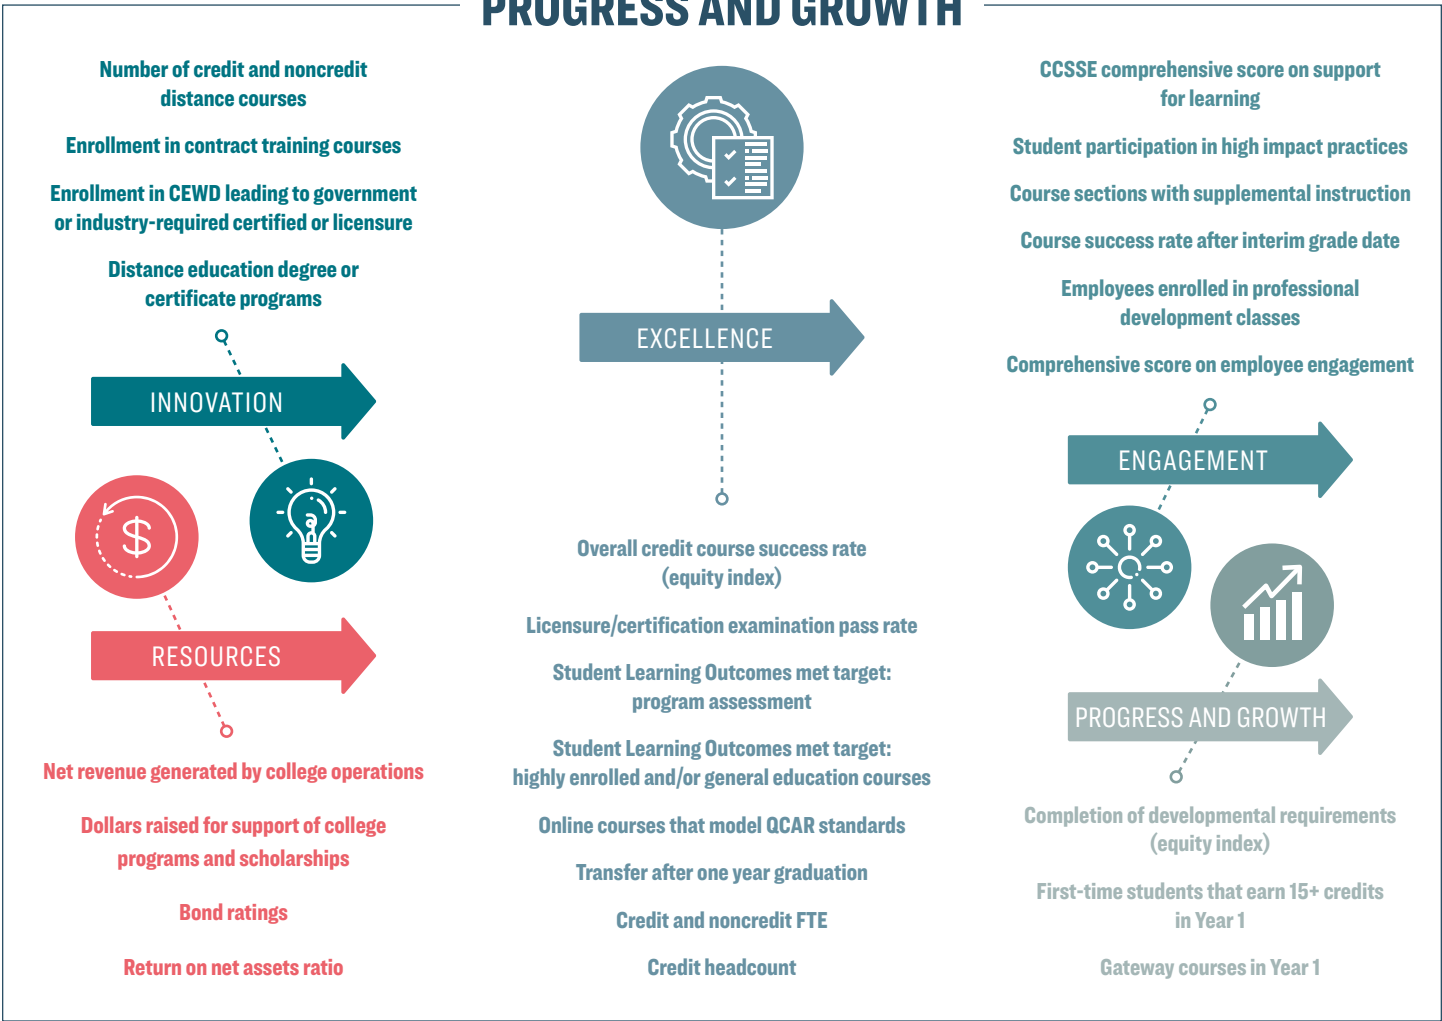 PROGRESS AND GROWTH
Number of credit and noncredit
distance courses
Enrollment in contract training courses
Enrollment in CEWD leading to government
or industry-required certified or licensure
Distance education degree or
certificate programs
INNOVATION
$
RESOURCES
Net revenue generated by college operations
Dollars raised for support of college
programs and scholarships
Bond ratings
Return on net assets ratio
EXCELLENCE
Overall credit course success rate
(equity index)
Licensure/certification examination pass rate
Student Learning Outcomes met target:
program assessment
Student Learning Outcomes met target:
highly enrolled and/or general education courses
Online courses that model QCAR standards
Transfer after one year graduation
Credit and noncredit FTE
Credit headcount
CCSSE comprehensive score on support
for learning
Student participation in high impact practices
Course sections with supplemental instruction
Course success rate after interim grade date
Employees enrolled in professional
development classes
Comprehensive score on employee engagement
ENGAGEMENT
PROGRESS AND GROWTH
Completion of developmental requirements
(equity index)
First-time students that earn 15+ credits
in Year 1
Gateway courses in Year 1